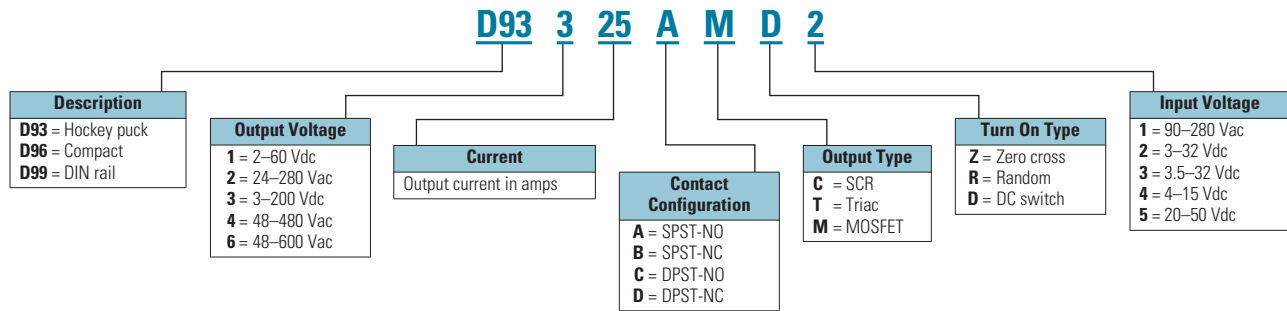 D93 3 25 A M D 2
Description
D93 = Hockey puck
D96 = Compact
D99 = DIN rail
Output Voltage
1 = 2–60 Vdc
2 = 24–280 Vac
3 = 3–200 Vdc
4 = 48–480 Vac
6 = 48–600 Vac
Current
Output current in amps
Contact
Configuration
A = SPST-NO
B = SPST-NC
C = DPST-NO
D = DPST-NC
Output Type
C = SCR
T = Triac
M = MOSFET
Turn On Type
Z = Zero cross
R = Random
D = DC switch
Input Voltage
1 = 90–280 Vac
2 = 3–32 Vdc
3 = 3.5–32 Vdc
4 = 4–15 Vdc
5 = 20–50 Vdc